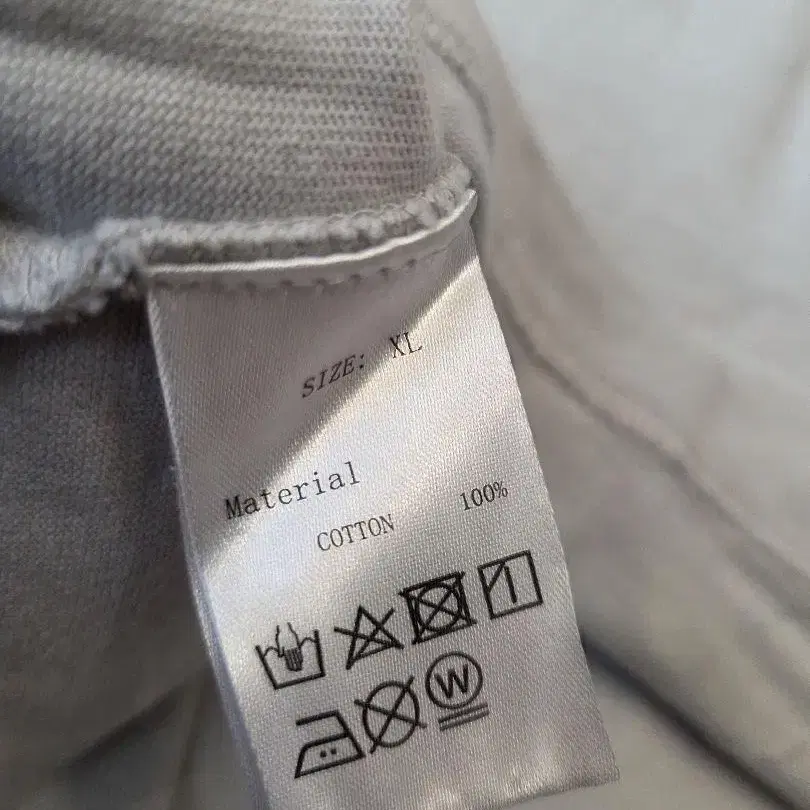 SIZE: XL
Material
COTTON 100%
W